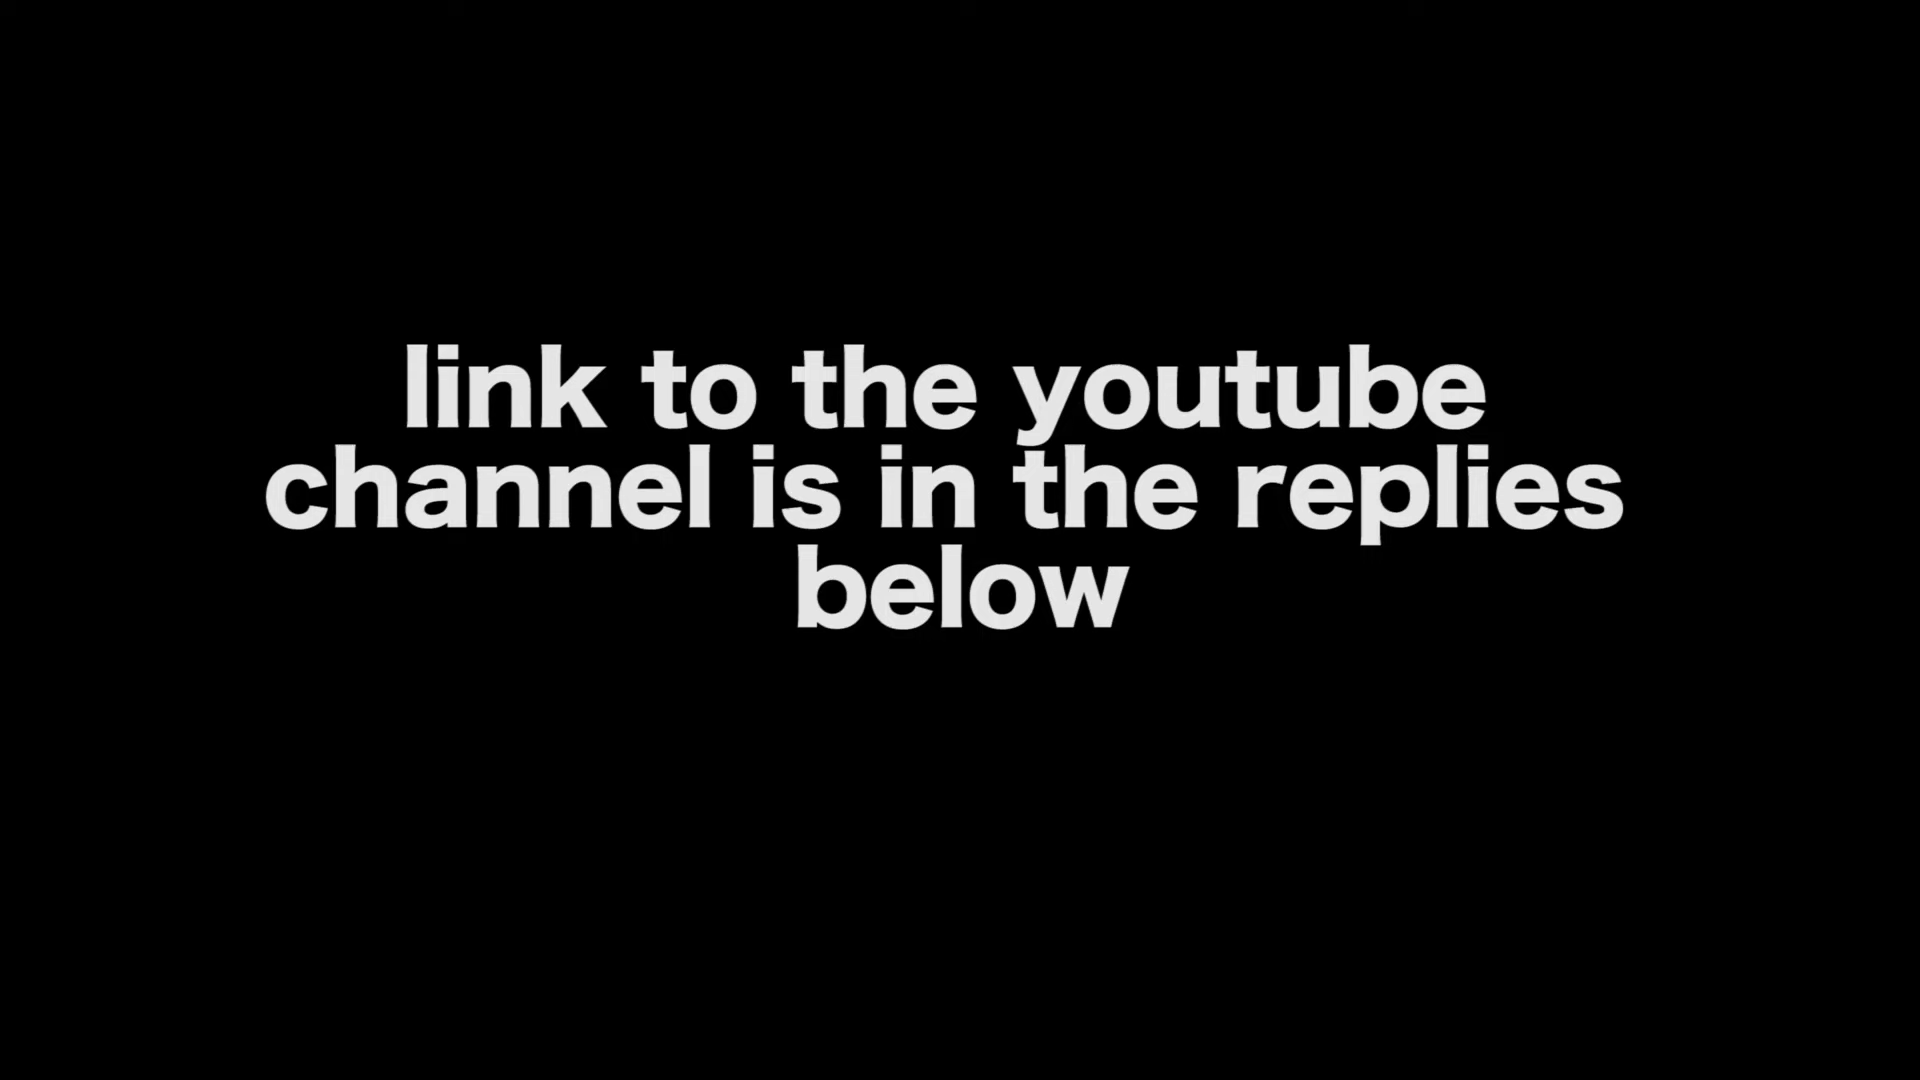 link to the youtube
channel is in the replies
below